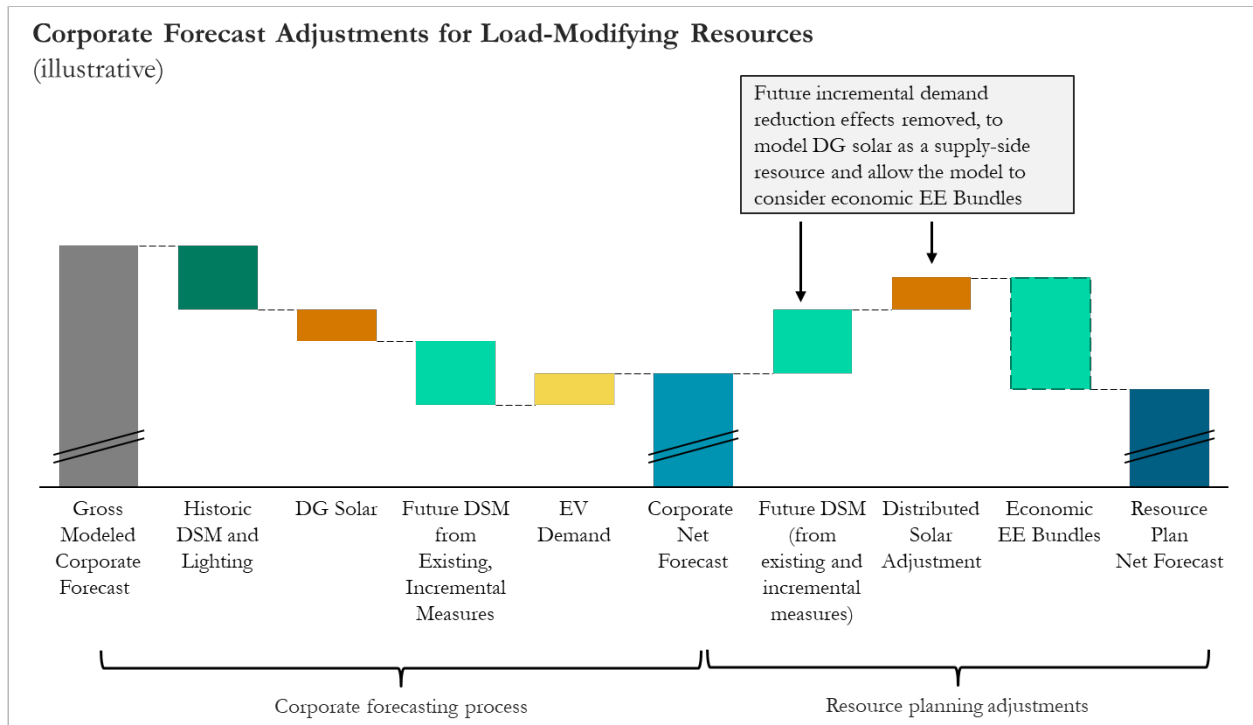 Corporate Forecast Adjustments for Load-Modifying Resources
(illustrative)
Future incremental demand
reduction effects removed, to
model DG solar as a supply-side
resource and allow the model to
consider economic EE Bundles
Gross
Modeled
Corporate
Forecast
Historic
DSM and
Lighting
DG Solar
Future DSM
from
Existing,
Incremental
Measures
EV
Demand
Corporate
Net
Forecast
Future DSM
(from
existing and
incremental
measures)
Distributed
Solar
Adjustment
Economic
EE Bundles
Resource
Plan
Net Forecast
Corporate forecasting process
Resource planning adjustments